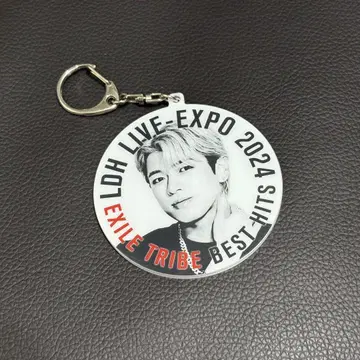 LDH LIVE-EXPO 2024
EXILE TRIBE BEST HITS